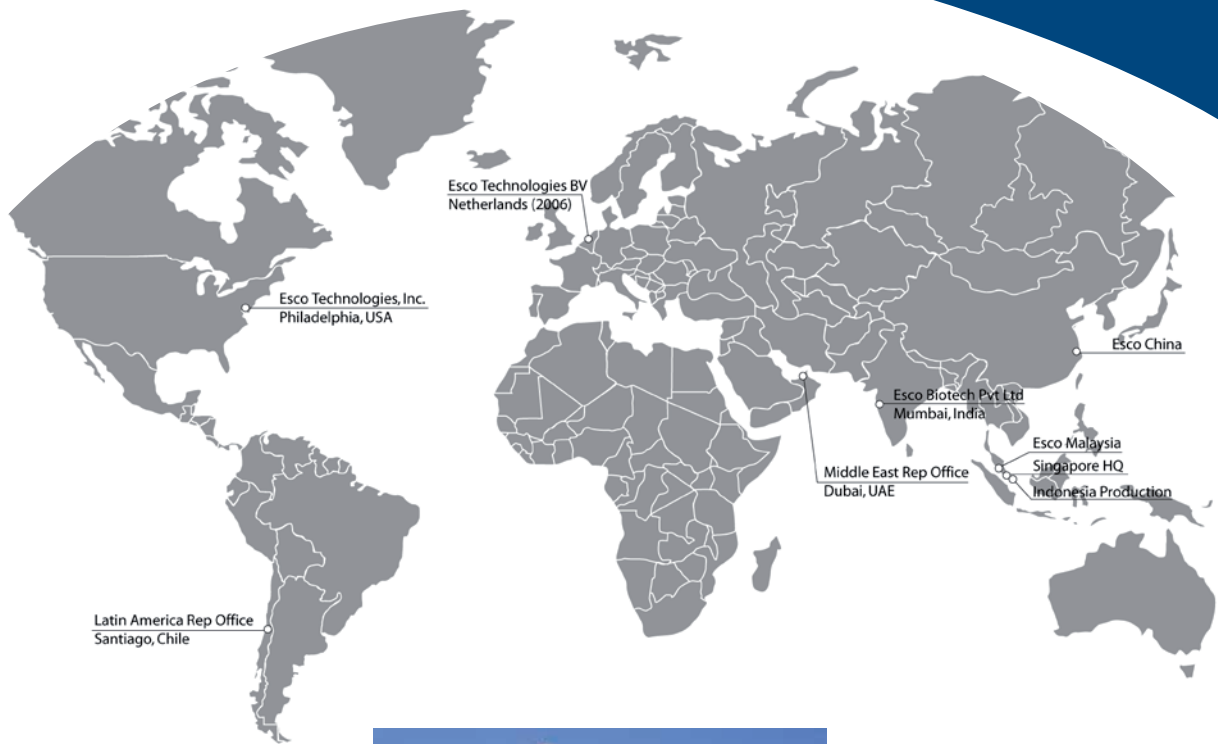 Esco Technologies BV
Netherlands (2006)
Esco Technologies, Inc.
Philadelphia, USA
Esco China
Esco Biotech Pvt Ltd
Mumbai, India
Esco Malaysia
Singapore HQ
Indonesia Production
Middle East Rep Office
Dubai, UAE
Latin America Rep Office
Santiago, Chile